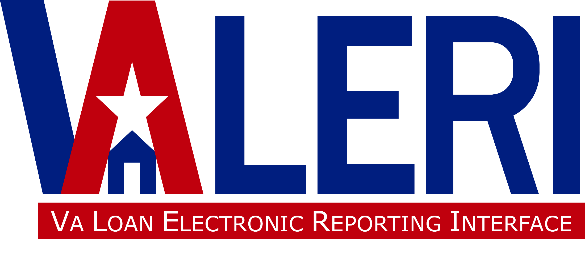 VALERI
VA LOAN ELECTRONIC REPORTING INTERFACE